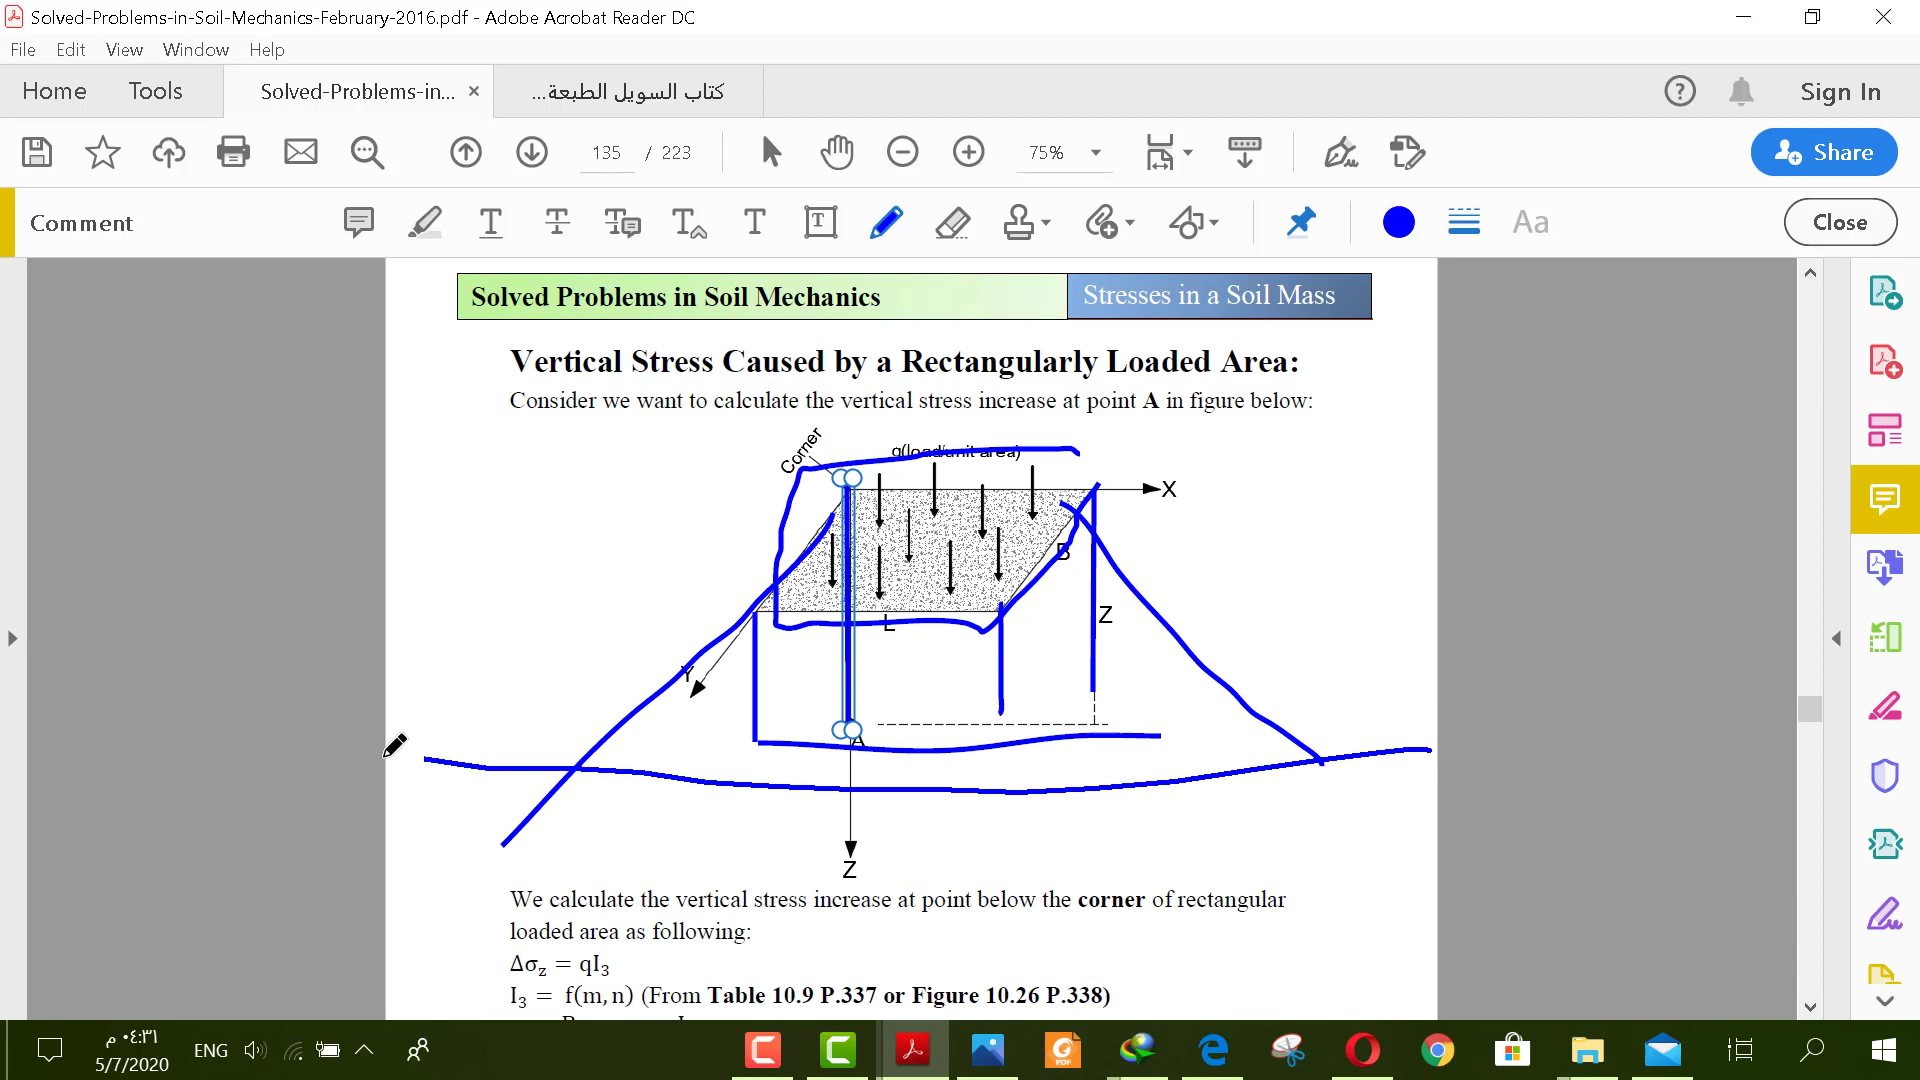 Solved-Problems-in-Soil-Mechanics-February-2016.pdf - Adobe Acrobat Reader DC
File Edit View Window Help
Home Tools Solved-Problems-in... × كتاب السويل الطبعة... Sign In
135 / 223 75% Share
Comment Aa Close
Solved Problems in Soil Mechanics Stresses in a Soil Mass
Vertical Stress Caused by a Rectangularly Loaded Area:
Consider we want to calculate the vertical stress increase at point A in figure below:
Corner
q(load/unit area)
X
B
L
Z
Y
A
Z
We calculate the vertical stress increase at point below the corner of rectangular
loaded area as following:
Δσz = qI3
I3 = f(m, n) (From Table 10.9 P.337 or Figure 10.26 P.338)
٠٤:٣١ م
ENG
5/7/2020